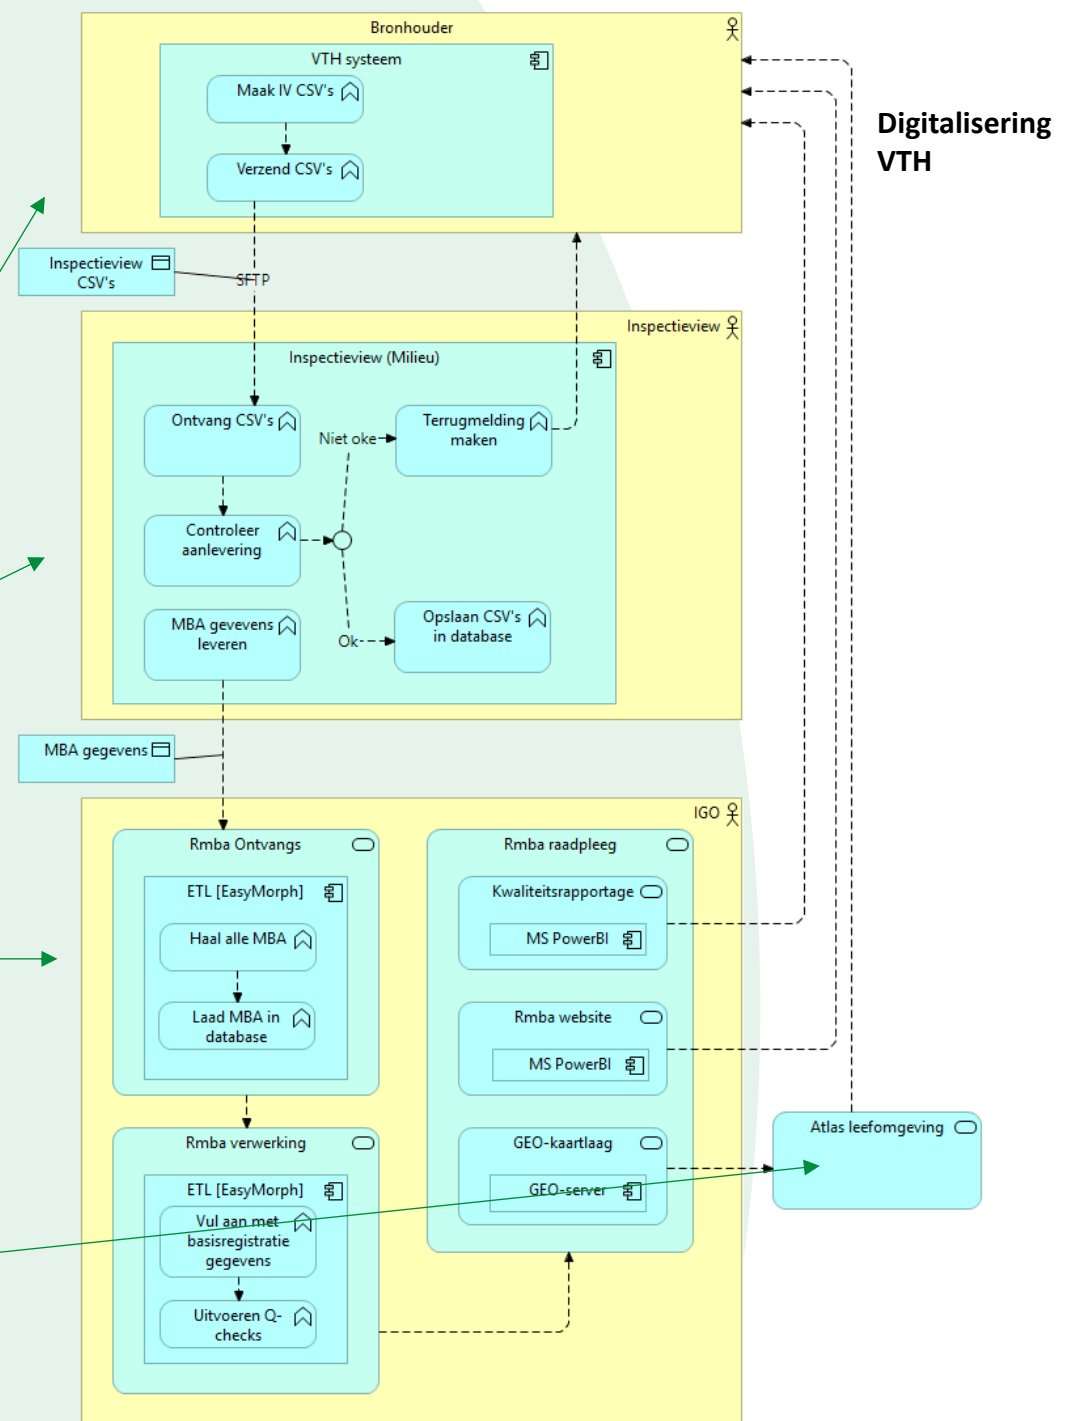 Bronhouder
VTH systeem
Maak IV CSV's
Verzend CSV's
Digitalisering
VTH
Inspectieview
CSV's
SFTP
Inspectieview
Inspectieview (Milieu)
Ontvang CSV's
Niet oke
Terrugmelding
maken
Controleer
aanlevering
MBA gevevens
leveren
Ok
Opslaan CSV's
in database
MBA gegevens
IGO
Rmba Ontvangs
ETL [EasyMorph]
Haal alle MBA
Laad MBA in
database
Rmba raadpleeg
Kwaliteitsrapportage
MS PowerBI
Rmba website
MS PowerBI
GEO-kaartlaag
GEO-server
Atlas leefomgeving
Rmba verwerking
ETL [EasyMorph]
Vul aan met
basisregistratie
gegevens
Uitvoeren Q-
checks